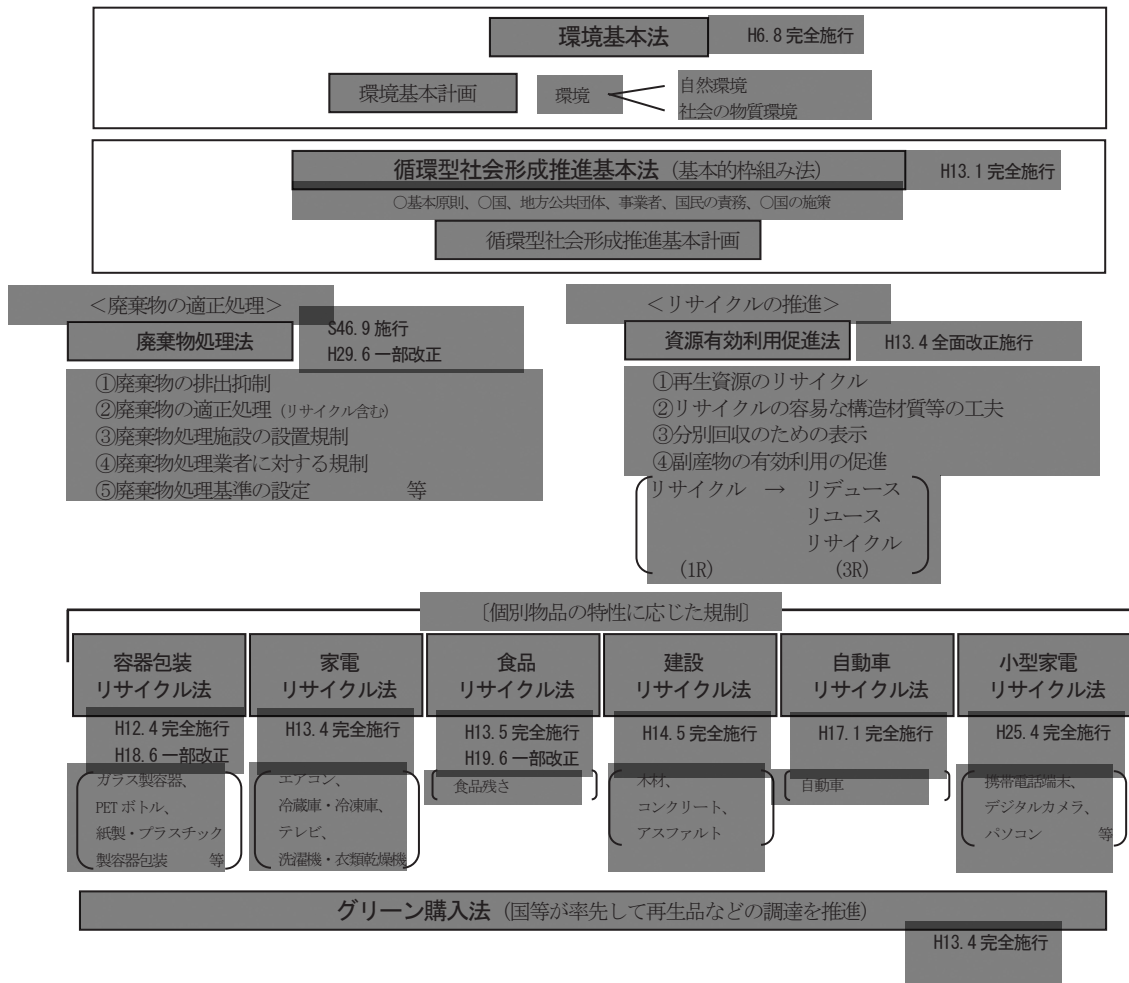 環境基本法 H6.8 完全施行
環境基本計画 環境 自然環境
社会の物質環境
循環型社会形成推進基本法（基本的枠組み法） H13.1 完全施行
○基本原則、○国、地方公共団体、事業者、国民の責務、○国の施策
循環型社会形成推進基本計画
＜廃棄物の適正処理＞
廃棄物処理法
S46.9 施行
H29.6 一部改正
①廃棄物の排出抑制
②廃棄物の適正処理（リサイクル含む）
③廃棄物処理施設の設置規制
④廃棄物処理業者に対する規制
⑤廃棄物処理基準の設定 等
＜リサイクルの推進＞
資源有効利用促進法 H13.4 全面改正施行
①再生資源のリサイクル
②リサイクルの容易な構造材質等の工夫
③分別回収のための表示
④副産物の有効利用の促進
リサイクル → リデュース
リユース
リサイクル
（1R） （3R）
〔個別物品の特性に応じた規制〕
容器包装
リサイクル法
H12.4 完全施行
H18.6 一部改正
ガラス製容器、
PETボトル、
紙製・プラスチック
製容器包装 等
家電
リサイクル法
H13.4 完全施行
エアコン、
冷蔵庫・冷凍庫、
テレビ、
洗濯機・衣類乾燥機
食品
リサイクル法
H13.5 完全施行
H19.6 一部改正
食品残さ
建設
リサイクル法
H14.5 完全施行
木材、
コンクリート、
アスファルト
自動車
リサイクル法
H17.1 完全施行
自動車
小型家電
リサイクル法
H25.4 完全施行
携帯電話端末、
デジタルカメラ、
パソコン 等
グリーン購入法（国等が率先して再生品などの調達を推進）
H13.4 完全施行